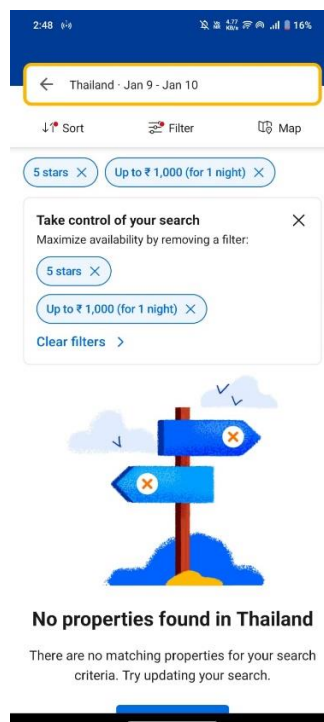 2:48
4.77
KB/s
16%
Thailand · Jan 9 - Jan 10
Sort
Filter
Map
5 stars
Up to ₹ 1,000 (for 1 night)
Take control of your search
Maximize availability by removing a filter:
5 stars
Up to ₹ 1,000 (for 1 night)
Clear filters
No properties found in Thailand
There are no matching properties for your search
criteria. Try updating your search.